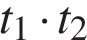 t₁ · t₂